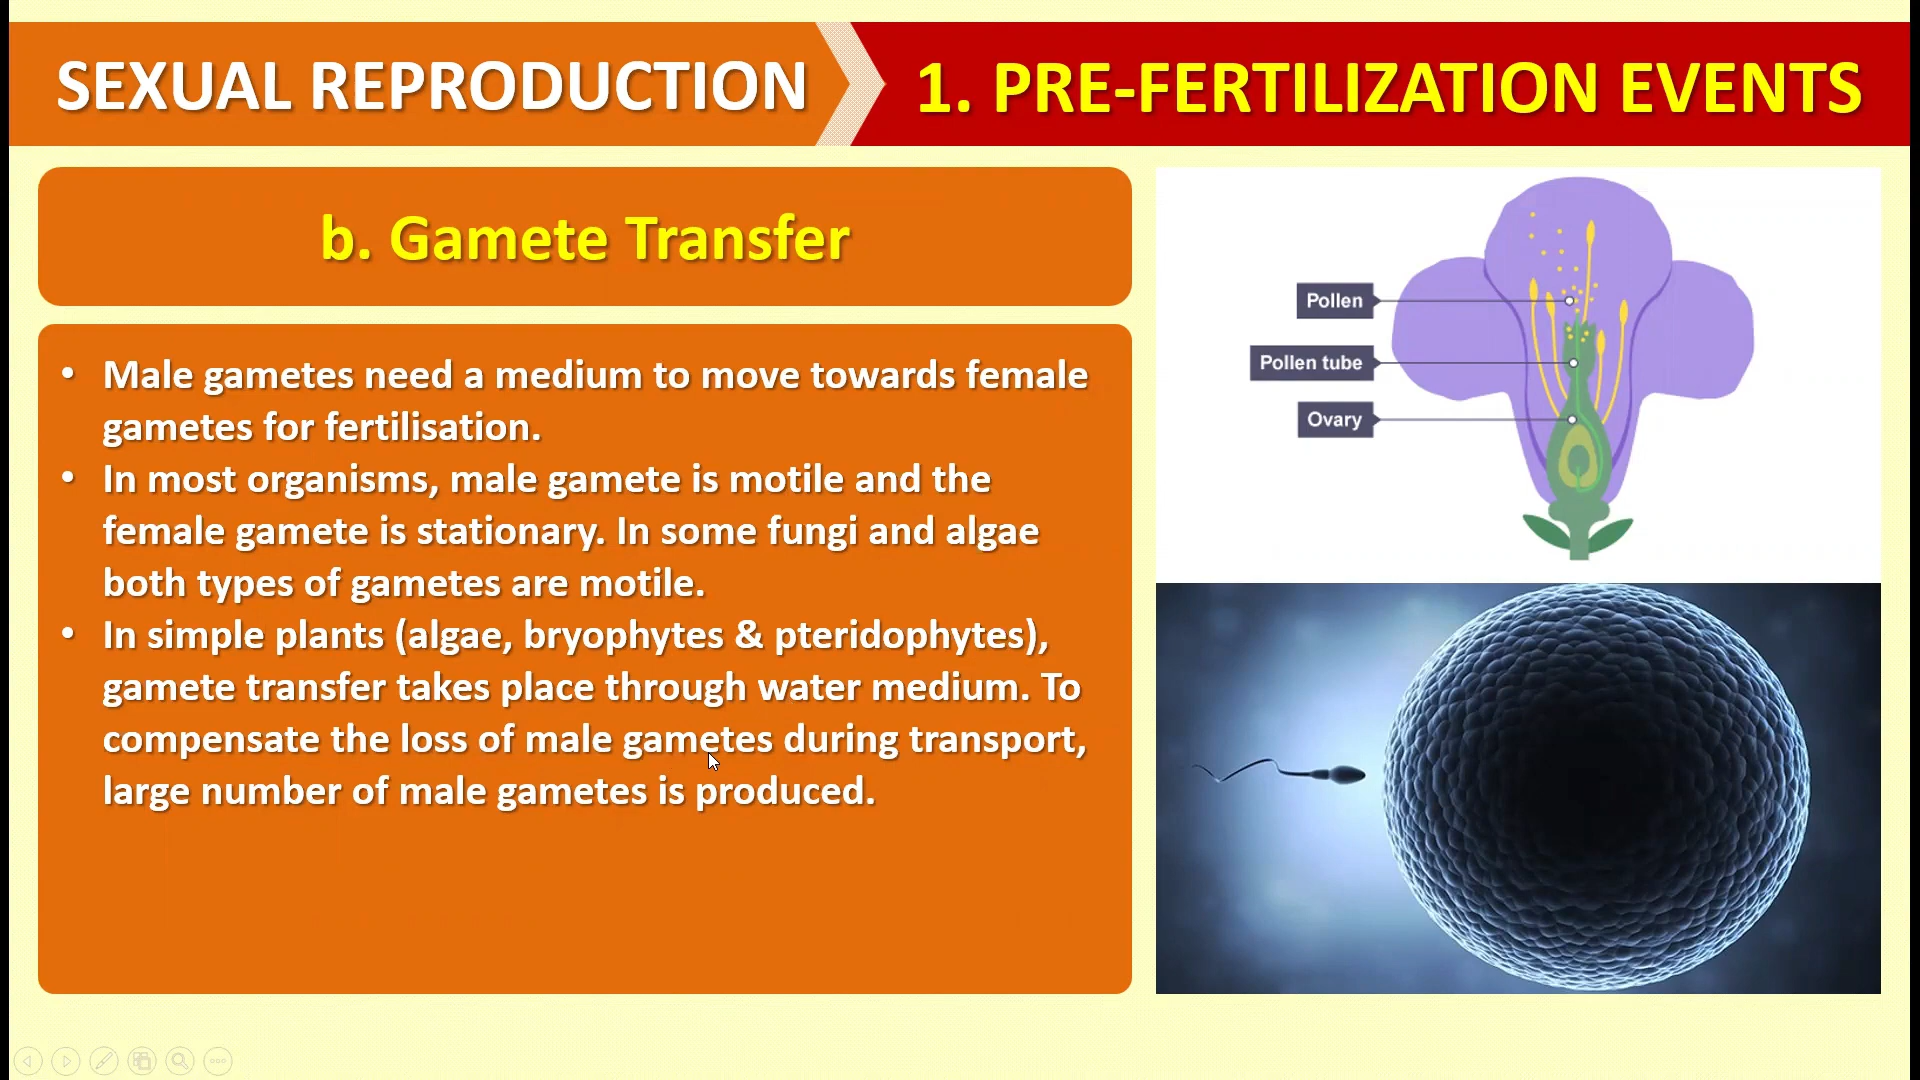 SEXUAL REPRODUCTION
1. PRE-FERTILIZATION EVENTS
b. Gamete Transfer
• Male gametes need a medium to move towards female
gametes for fertilisation.
• In most organisms, male gamete is motile and the
female gamete is stationary. In some fungi and algae
both types of gametes are motile.
• In simple plants (algae, bryophytes & pteridophytes),
gamete transfer takes place through water medium. To
compensate the loss of male gametes during transport,
large number of male gametes is produced.
Pollen
Pollen tube
Ovary